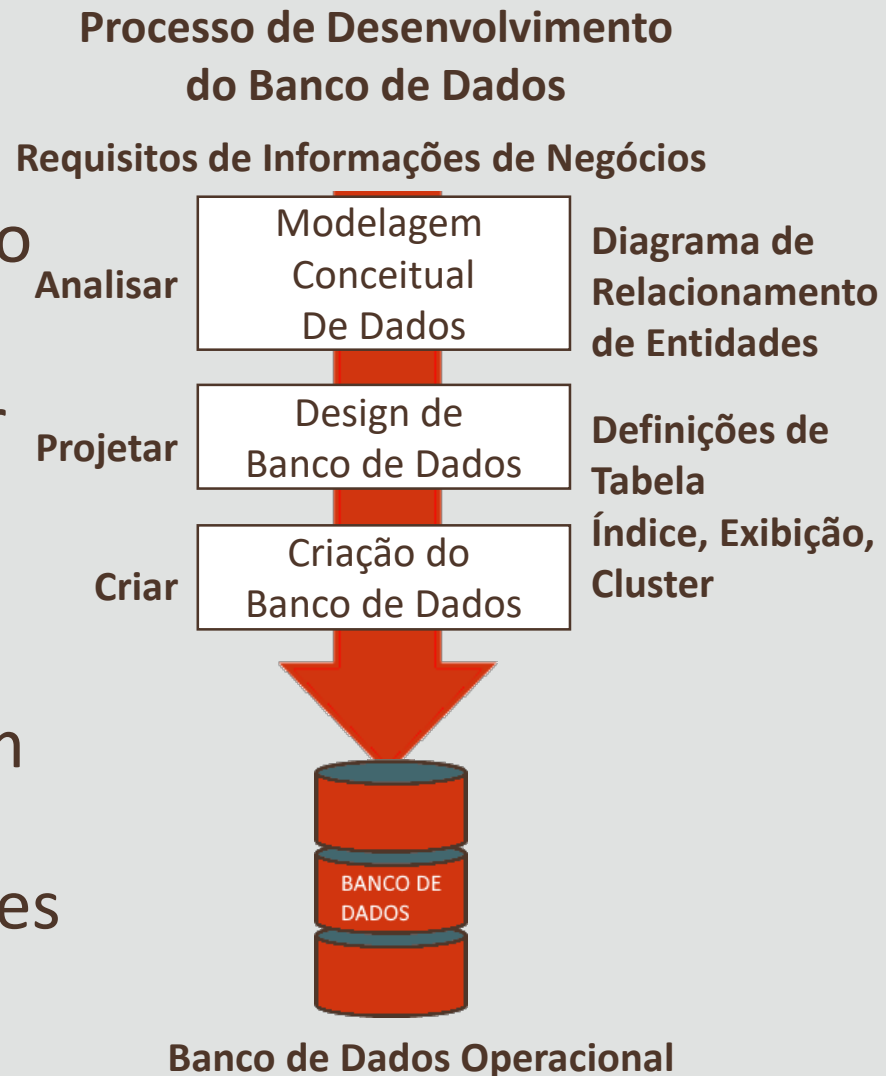 Processo de Desenvolvimento
do Banco de Dados
Requisitos de Informações de Negócios
Analisar
Modelagem
Conceitual
De Dados
Diagrama de
Relacionamento
de Entidades
Projetar
Design de
Banco de Dados
Definições de
Tabela
Índice, Exibição,
Cluster
Criar
Criação do
Banco de Dados
BANCO DE
DADOS
Banco de Dados Operacional